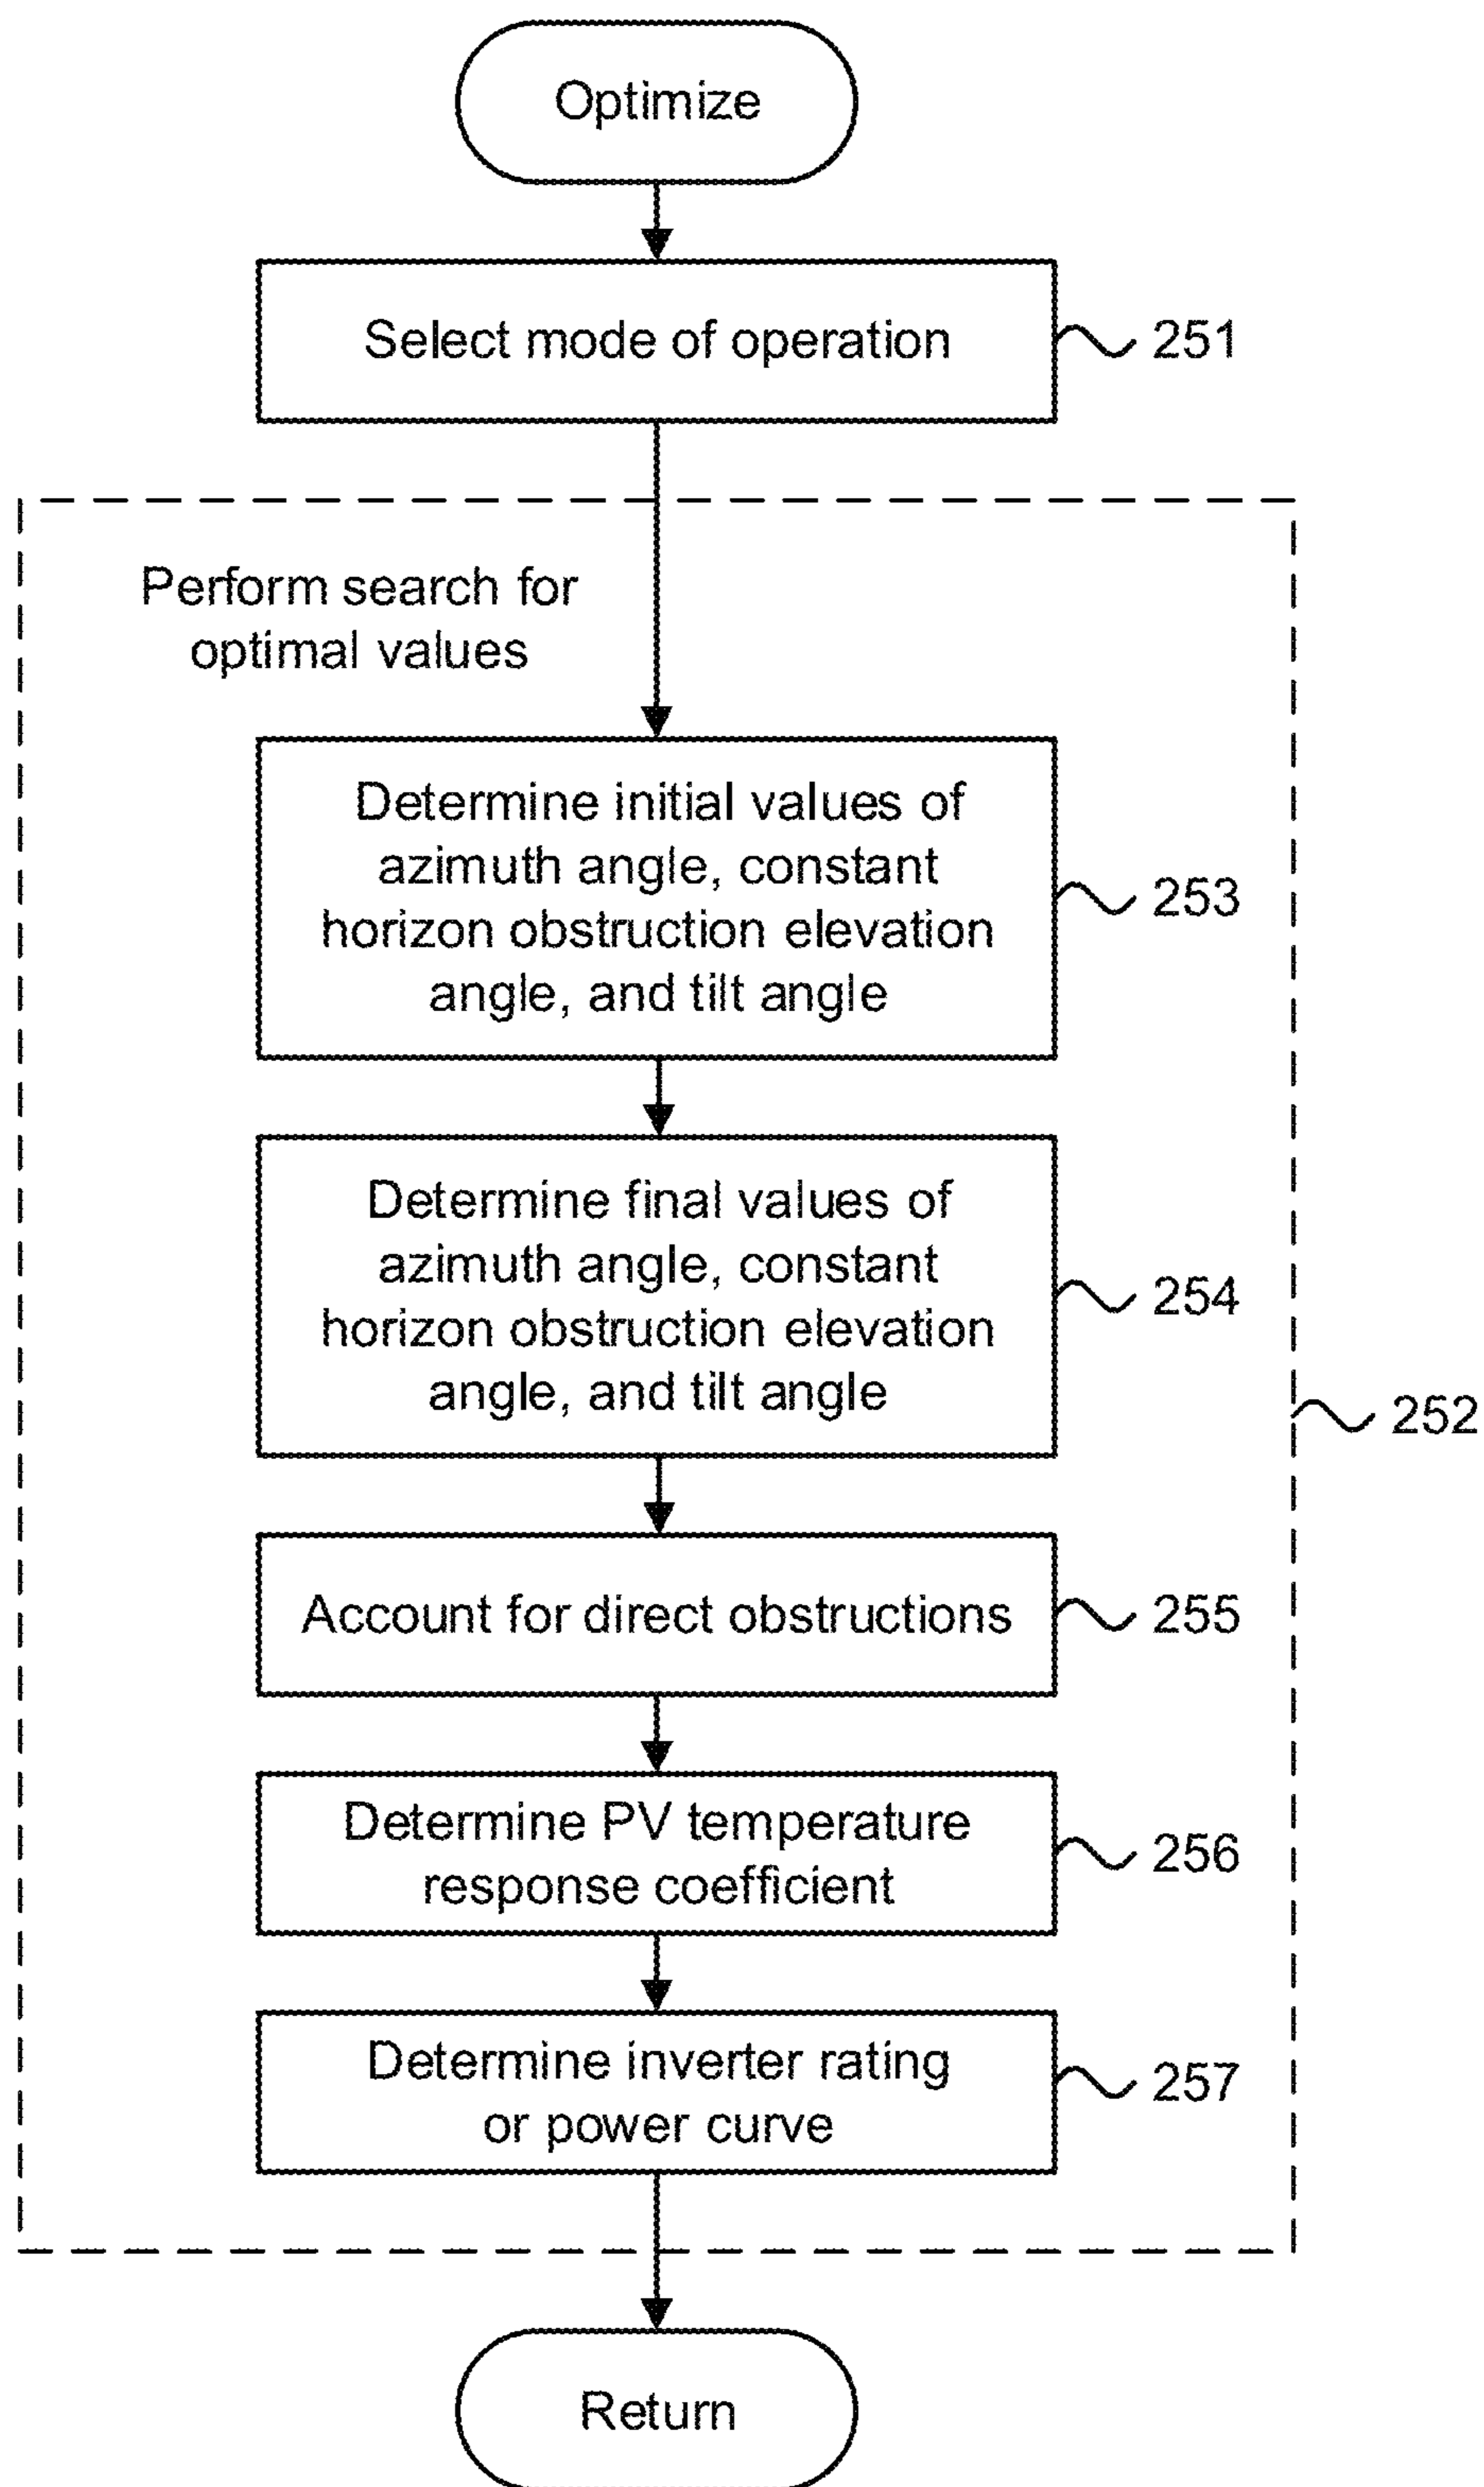 Optimize
Select mode of operation
251
Perform search for
optimal values
Determine initial values of
azimuth angle, constant
horizon obstruction elevation
angle, and tilt angle
253
Determine final values of
azimuth angle, constant
horizon obstruction elevation
angle, and tilt angle
254
252
Account for direct obstructions
255
Determine PV temperature
response coefficient
256
Determine inverter rating
or power curve
257
Return